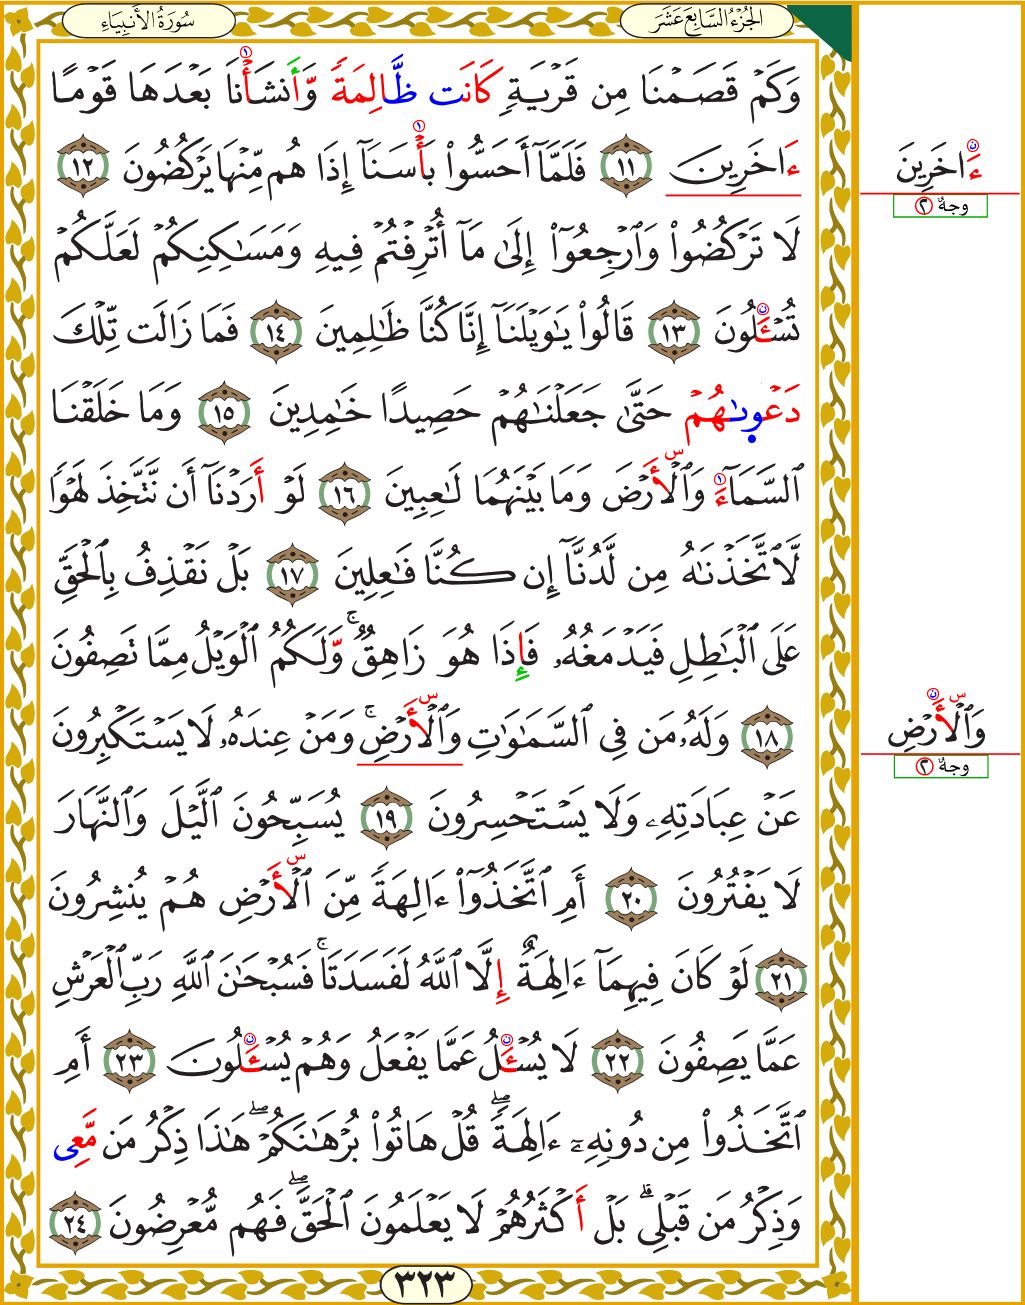 سُورَةُ الأَنبِيَاءِ
الجُزْءُ السَّابِعَ عَشَرَ
وَكَمۡ قَصَمۡنَا مِن قَرۡيَةٖ كَانَت ظَّالِمَةٗ وَّأَنشَأۡنَا بَعۡدَهَا قَوۡمًا
ءَاخَرِينَ ١١ فَلَمَّآ أَحَسُّواْ بَأۡسَنَآ إِذَا هُم مِّنۡهَا يَرۡكُضُونَ ١٢
لَا تَرۡكُضُواْ وَٱرۡجِعُوٓاْ إِلَىٰ مَآ أُتۡرِفۡتُمۡ فِيهِ وَمَسَٰكِنِكُمۡ لَعَلَّكُمۡ
تُسۡـَٔلُونَ ١٣ قَالُواْ يَٰوَيۡلَنَآ إِنَّا كُنَّا ظَٰلِمِينَ ١٤ فَمَا زَالَت تِّلۡكَ
دَعۡوىٰهُمۡ حَتَّىٰ جَعَلۡنَٰهُمۡ حَصِيدًا خَٰمِدِينَ ١٥ وَمَا خَلَقۡنَا
ٱلسَّمَآءَ وَٱلۡأَرۡضَ وَمَا بَيۡنَهُمَا لَٰعِبِينَ ١٦ لَوۡ أَرَدۡنَآ أَن نَّتَّخِذَ لَهۡوٗا
لَّٱتَّخَذۡنَٰهُ مِن لَّدُنَّآ إِن كُنَّا فَٰعِلِينَ ١٧ بَلۡ نَقۡذِفُ بِٱلۡحَقِّ
عَلَى ٱلۡبَٰطِلِ فَيَدۡمَغُهُۥ فَإِذَا هُوَ زَاهِقٞۚ وَّلَكُمُ ٱلۡوَيۡلُ مِمَّا تَصِفُونَ
١٨ وَلَهُۥ مَن فِي ٱلسَّمَٰوَٰتِ وَٱلۡأَرۡضِۚ وَمَنۡ عِندَهُۥ لَا يَسۡتَكۡبِرُونَ
عَنۡ عِبَادَتِهِۦ وَلَا يَسۡتَحۡسِرُونَ ١٩ يُسَبِّحُونَ ٱلَّيۡلَ وَٱلنَّهَارَ
لَا يَفۡتُرُونَ ٢٠ أَمِ ٱتَّخَذُوٓاْ ءَالِهَةٗ مِّنَ ٱلۡأَرۡضِ هُمۡ يُنشِرُونَ
٢١ لَوۡ كَانَ فِيهِمَآ ءَالِهَةٌ إِلَّا ٱللَّهُ لَفَسَدَتَاۚ فَسُبۡحَٰنَ ٱللَّهِ رَبِّ ٱلۡعَرۡشِ
عَمَّا يَصِفُونَ ٢٢ لَا يُسۡـَٔلُ عَمَّا يَفۡعَلُ وَهُمۡ يُسۡـَٔلُونَ ٢٣ أَمِ
ٱتَّخَذُواْ مِن دُونِهِۦٓ ءَالِهَةٗۖ قُلۡ هَاتُواْ بُرۡهَٰنَكُمۡۖ هَٰذَا ذِكۡرُ مَن مَّعِي
وَذِكۡرُ مَن قَبۡلِيۗ بَلۡ أَكۡثَرُهُمۡ لَا يَعۡلَمُونَ ٱلۡحَقَّۖ فَهُم مُّعۡرِضُونَ ٢٤
٣٢٣
ءَاخَرِينَ
وجهٌ ٢
وَٱلۡأَرۡضِ
وجهٌ ٢